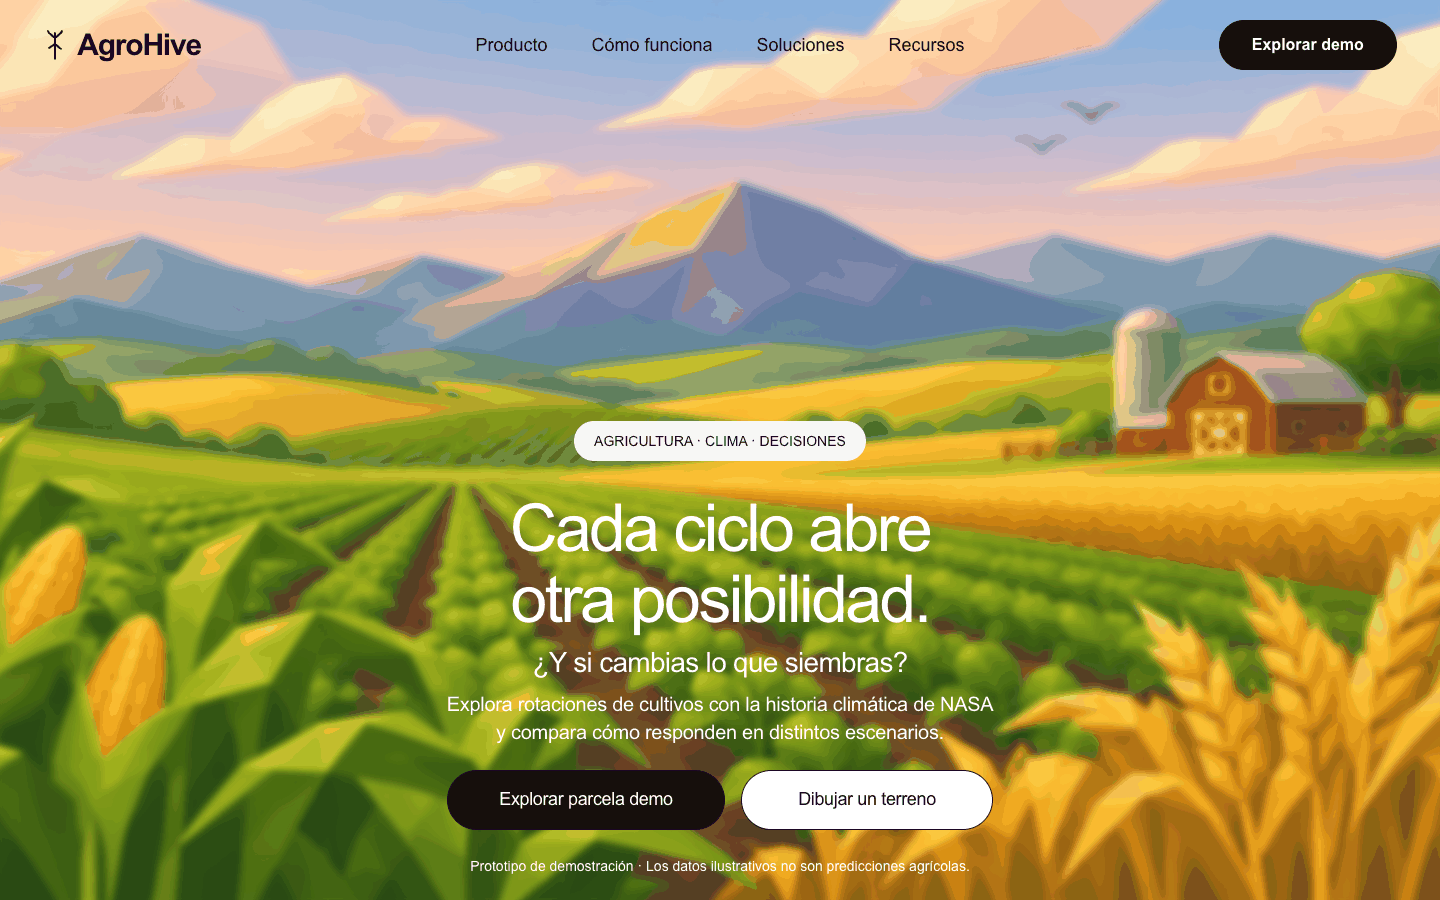 AgroHive
Producto
Cómo funciona
Soluciones
Recursos
Explorar demo
AGRICULTURA · CLIMA · DECISIONES
Cada ciclo abre
otra posibilidad.
¿Y si cambias lo que siembras?
Explora rotaciones de cultivos con la historia climática de NASA
y compara cómo responden en distintos escenarios.
Explorar parcela demo
Dibujar un terreno
Prototipo de demostración · Los datos ilustrativos no son predicciones agrícolas.